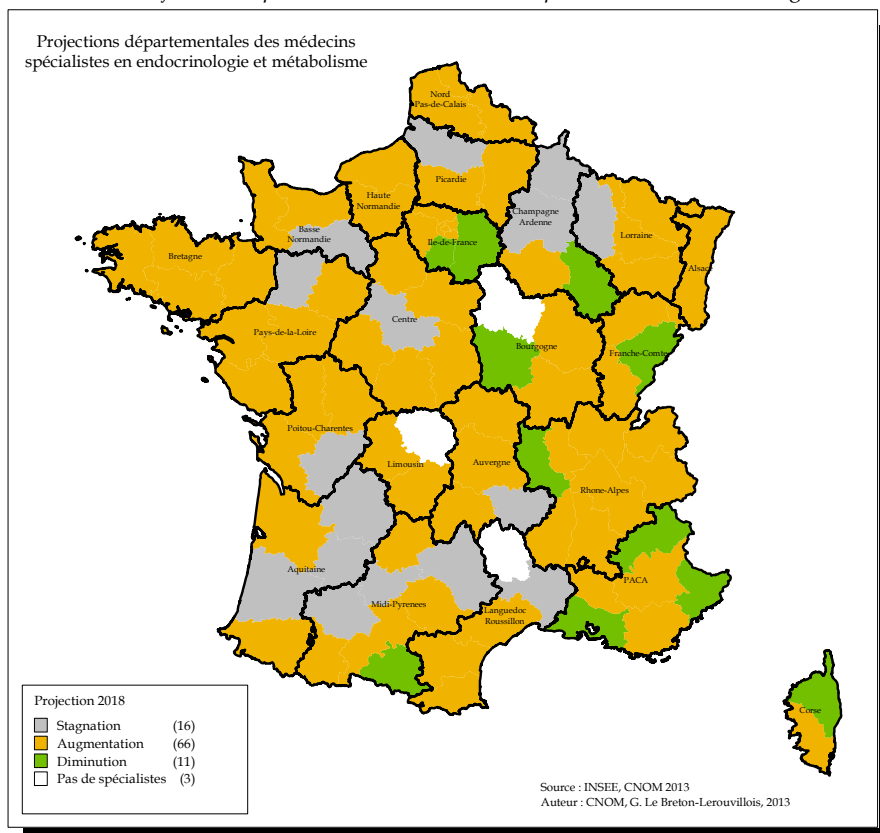 Projections départementales des médecins
spécialistes en endocrinologie et métabolisme
Nord
Pas-de-Calais
Picardie
Haute
Normandie
Champagne
Ardenne
Basse
Normandie
Ile-de-France
Lorraine
Alsace
Bretagne
Centre
Pays-de-la-Loire
Bourgogne
Franche-Comte
Poitou-Charentes
Limousin
Auvergne
Rhone-Alpes
Aquitaine
PACA
Midi-Pyrenees
Languedoc
Roussillon
Corse
Projection 2018
Stagnation (16)
Augmentation (66)
Diminution (11)
Pas de spécialistes (3)
Source : INSEE, CNOM 2013
Auteur : CNOM, G. Le Breton-Lerouvillois, 2013